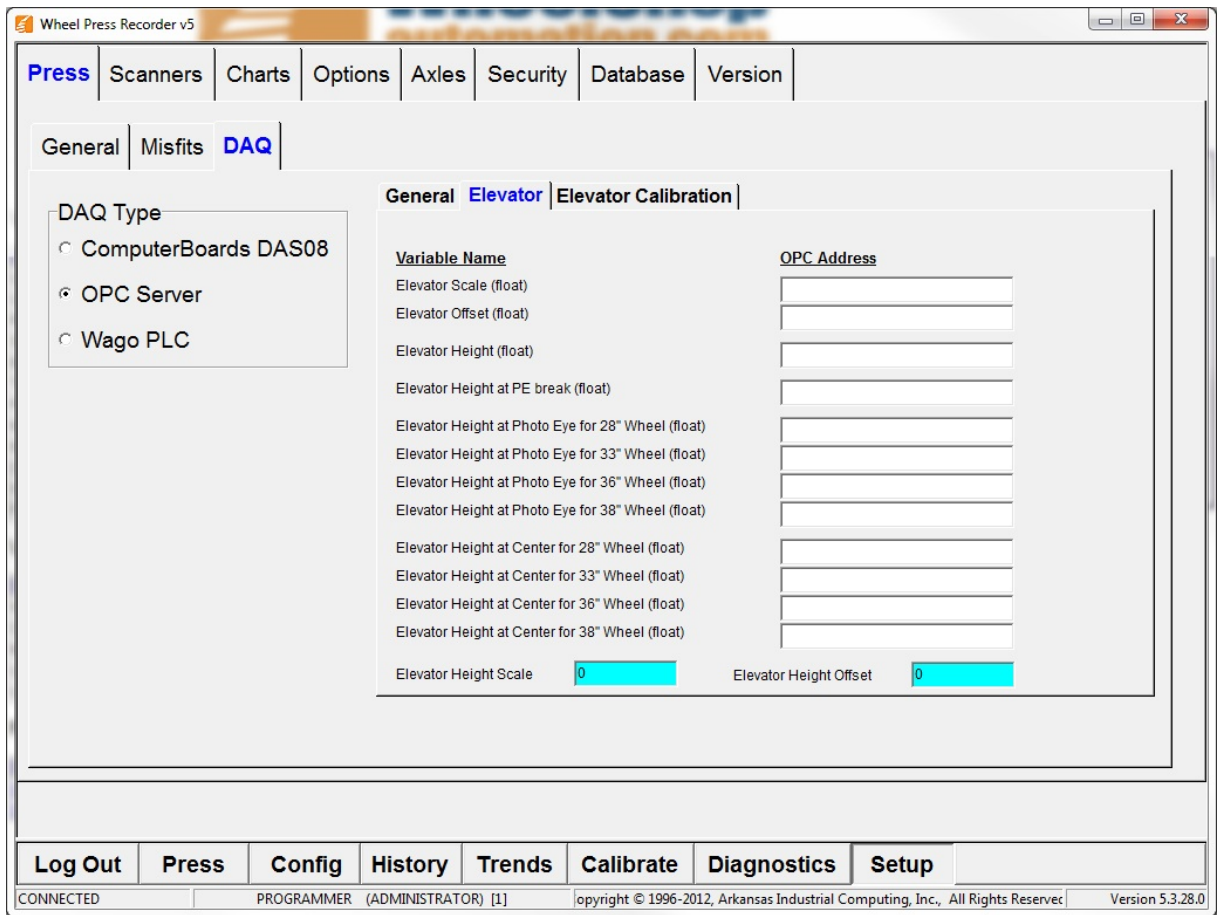 Wheel Press Recorder v5
automation.com
Press Scanners Charts Options Axles Security Database Version
General Misfits DAQ
General Elevator Elevator Calibration
DAQ Type
ComputerBoards DAS08
OPC Server
Wago PLC
Variable Name OPC Address
Elevator Scale (float)
Elevator Offset (float)
Elevator Height (float)
Elevator Height at PE break (float)
Elevator Height at Photo Eye for 28" Wheel (float)
Elevator Height at Photo Eye for 33" Wheel (float)
Elevator Height at Photo Eye for 36" Wheel (float)
Elevator Height at Photo Eye for 38" Wheel (float)
Elevator Height at Center for 28" Wheel (float)
Elevator Height at Center for 33" Wheel (float)
Elevator Height at Center for 36" Wheel (float)
Elevator Height at Center for 38" Wheel (float)
Elevator Height Scale 0 Elevator Height Offset 0
Log Out Press Config History Trends Calibrate Diagnostics Setup
CONNECTED PROGRAMMER (ADMINISTRATOR) [1] opyright © 1996-2012, Arkansas Industrial Computing, Inc., All Rights Reserved Version 5.3.28.0